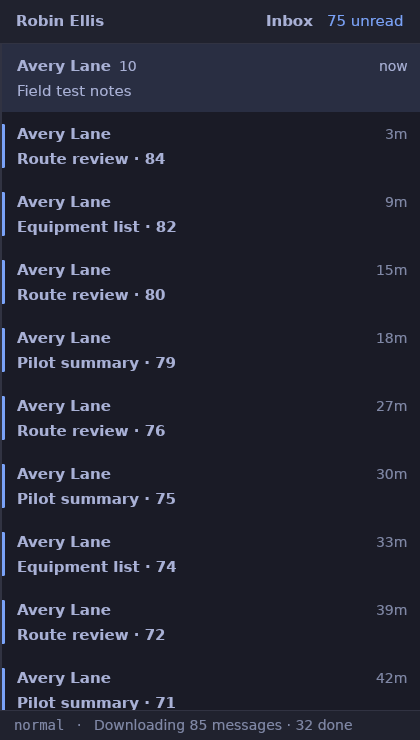 Robin Ellis Inbox 75 unread
Avery Lane 10 now
Field test notes
Avery Lane 3m
Route review · 84
Avery Lane 9m
Equipment list · 82
Avery Lane 15m
Route review · 80
Avery Lane 18m
Pilot summary · 79
Avery Lane 27m
Route review · 76
Avery Lane 30m
Pilot summary · 75
Avery Lane 33m
Equipment list · 74
Avery Lane 39m
Route review · 72
Avery Lane 42m
Pilot summary · 71
normal · Downloading 85 messages · 32 done